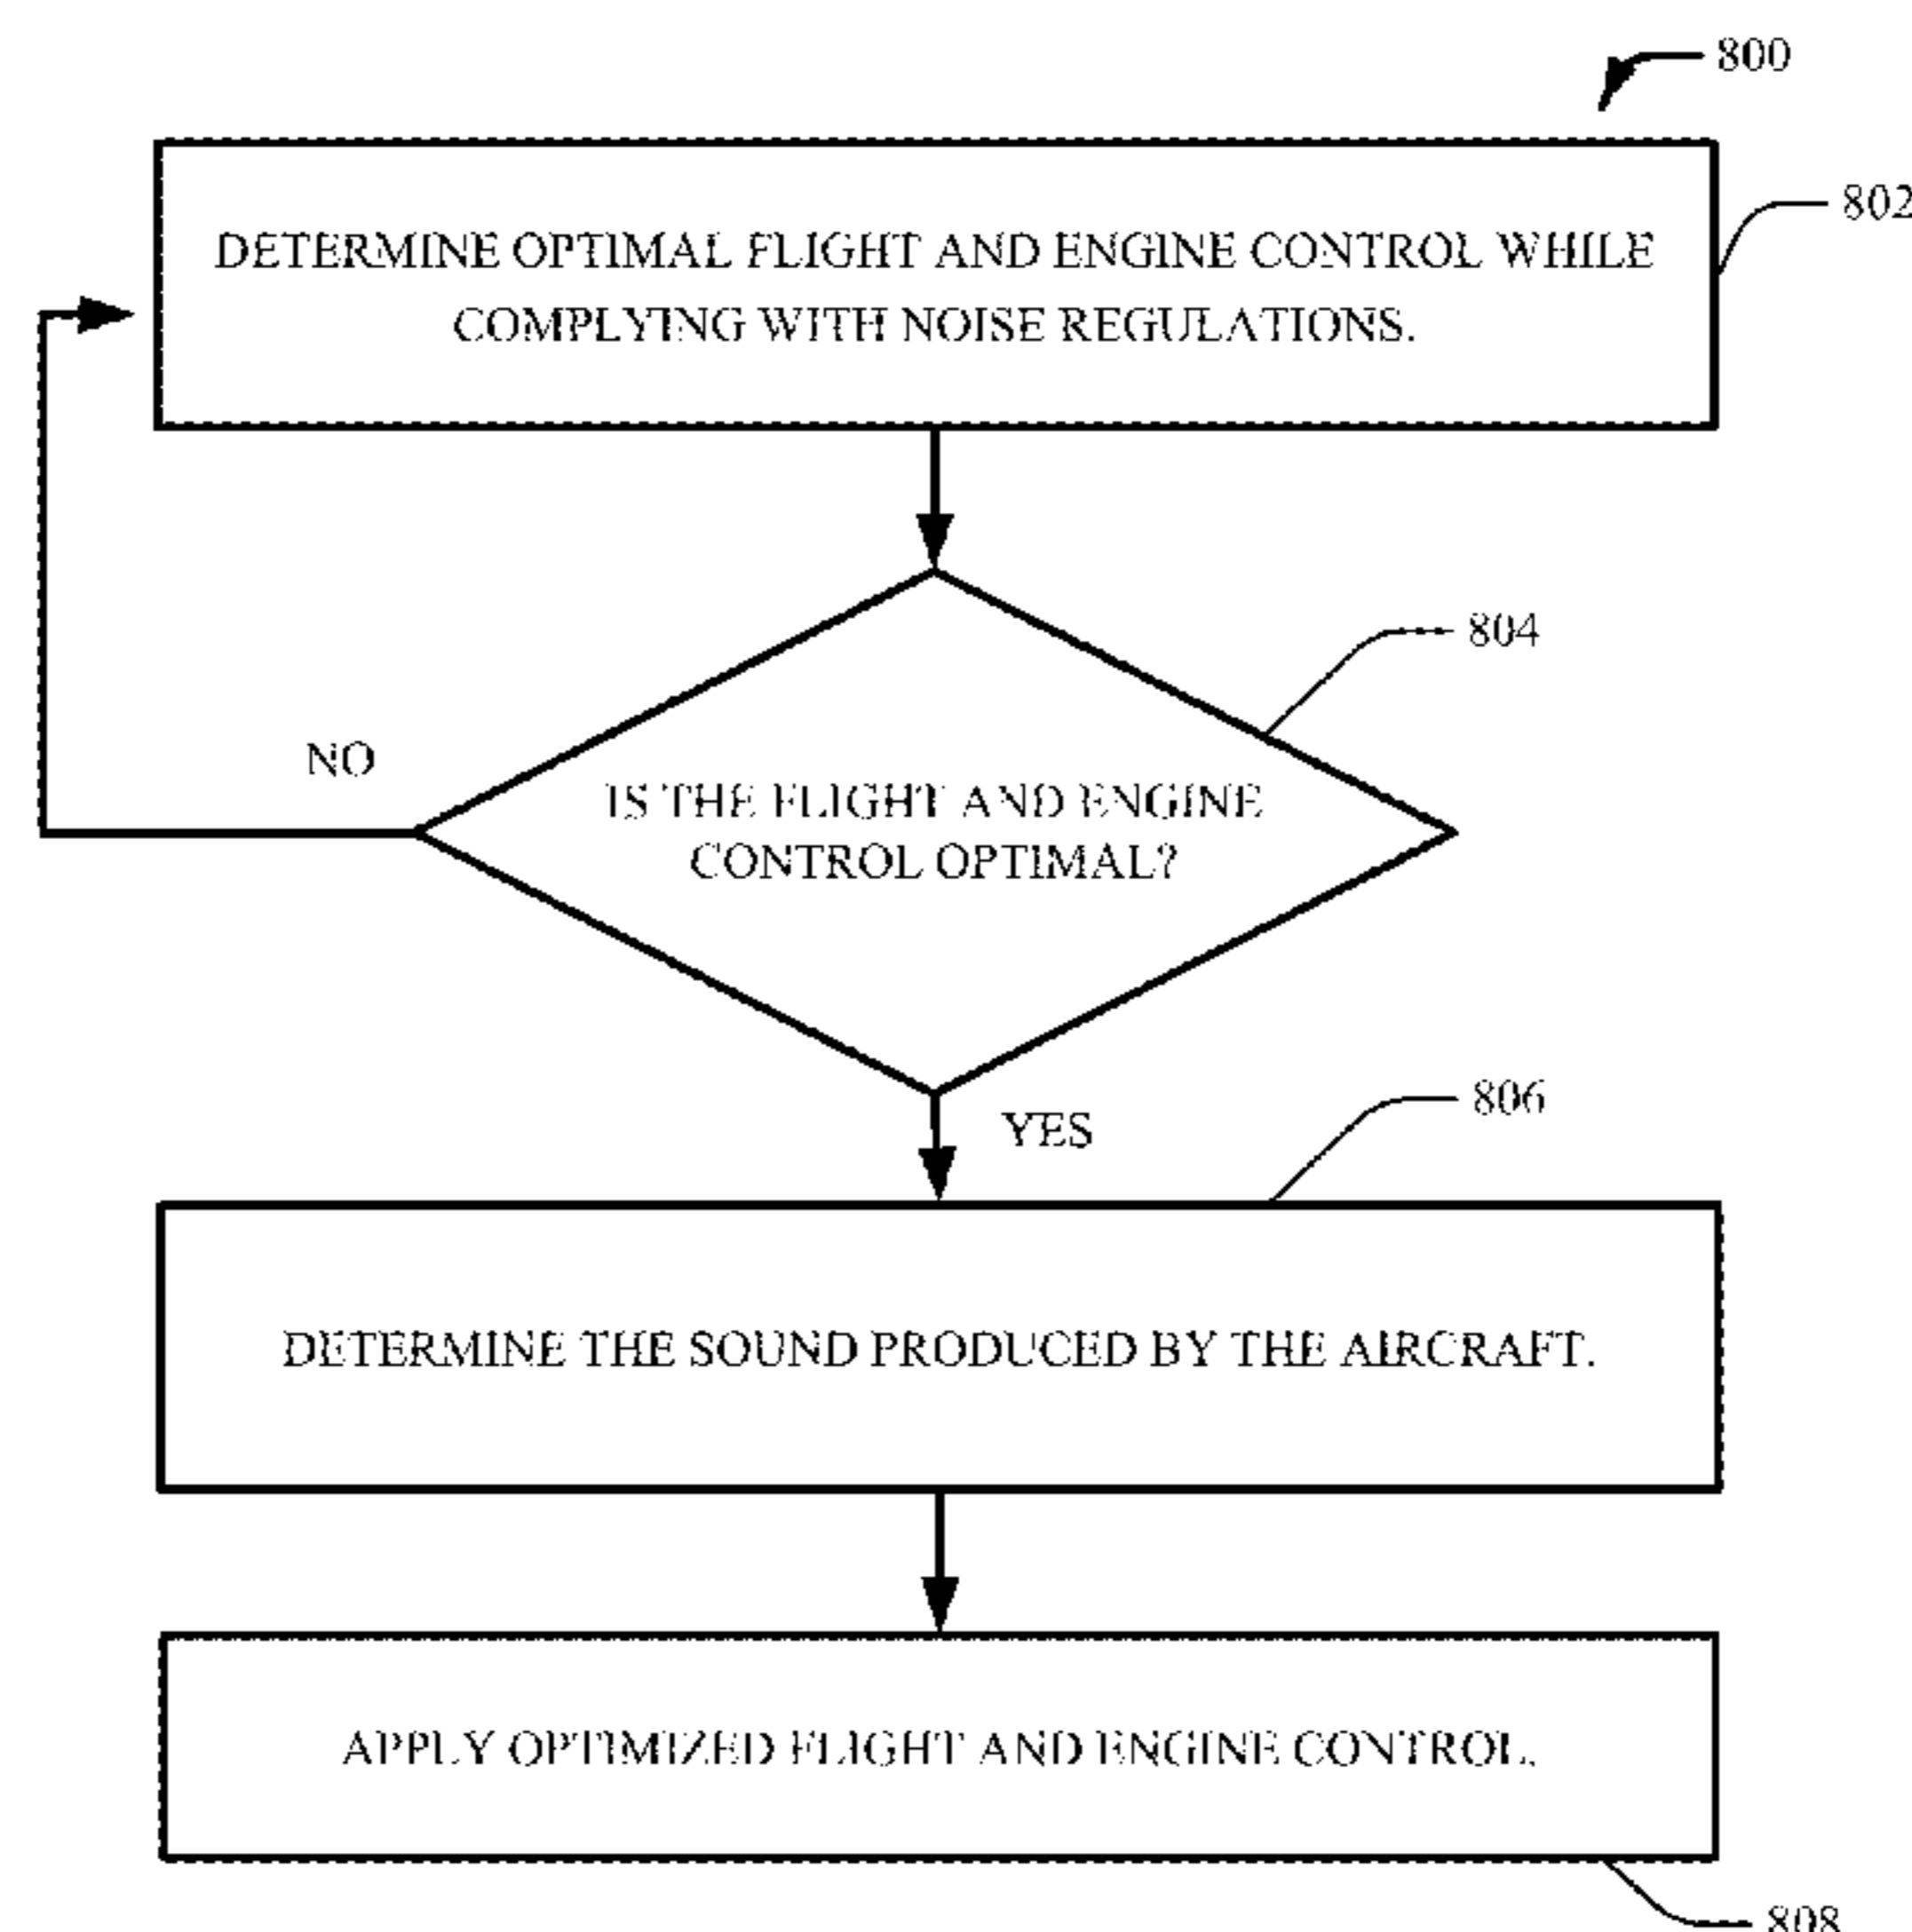 800
802
DETERMINE OPTIMAL FLIGHT AND ENGINE CONTROL WHILE
COMPLYING WITH NOISE REGULATIONS.
804
NO
IS THE FLIGHT AND ENGINE
CONTROL OPTIMAL?
YES
806
DETERMINE THE SOUND PRODUCED BY THE AIRCRAFT.
APPLY OPTIMIZED FLIGHT AND ENGINE CONTROL.
808